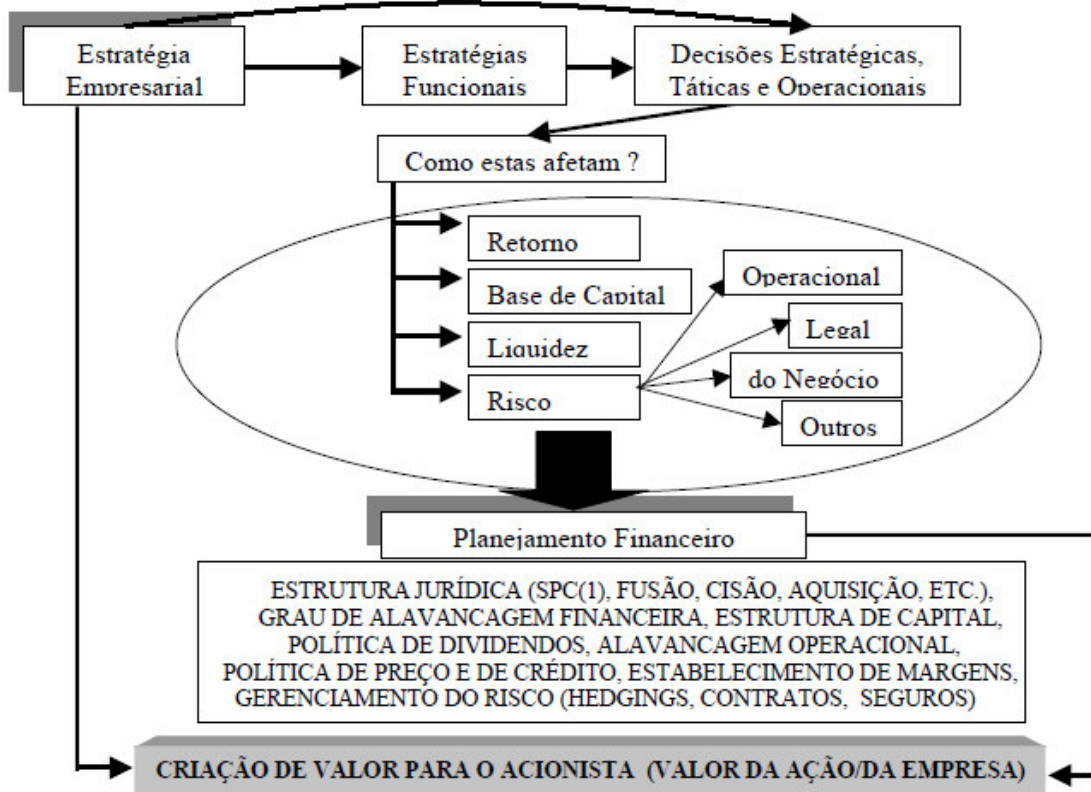 Estratégia
Empresarial
Estratégias
Funcionais
Decisões Estratégicas,
Táticas e Operacionais
Como estas afetam ?
Retorno
Base de Capital
Liquidez
Risco
Operacional
Legal
do Negócio
Outros
Planejamento Financeiro
ESTRUTURA JURÍDICA (SPC(1), FUSÃO, CISÃO, AQUISIÇÃO, ETC.),
GRAU DE ALAVANCAGEM FINANCEIRA, ESTRUTURA DE CAPITAL,
POLÍTICA DE DIVIDENDOS, ALAVANCAGEM OPERACIONAL,
POLÍTICA DE PREÇO E DE CRÉDITO, ESTABELECIMENTO DE MARGENS,
GERENCIAMENTO DO RISCO (HEDGINGS, CONTRATOS, SEGUROS)
CRIAÇÃO DE VALOR PARA O ACIONISTA (VALOR DA AÇÃO/DA EMPRESA)